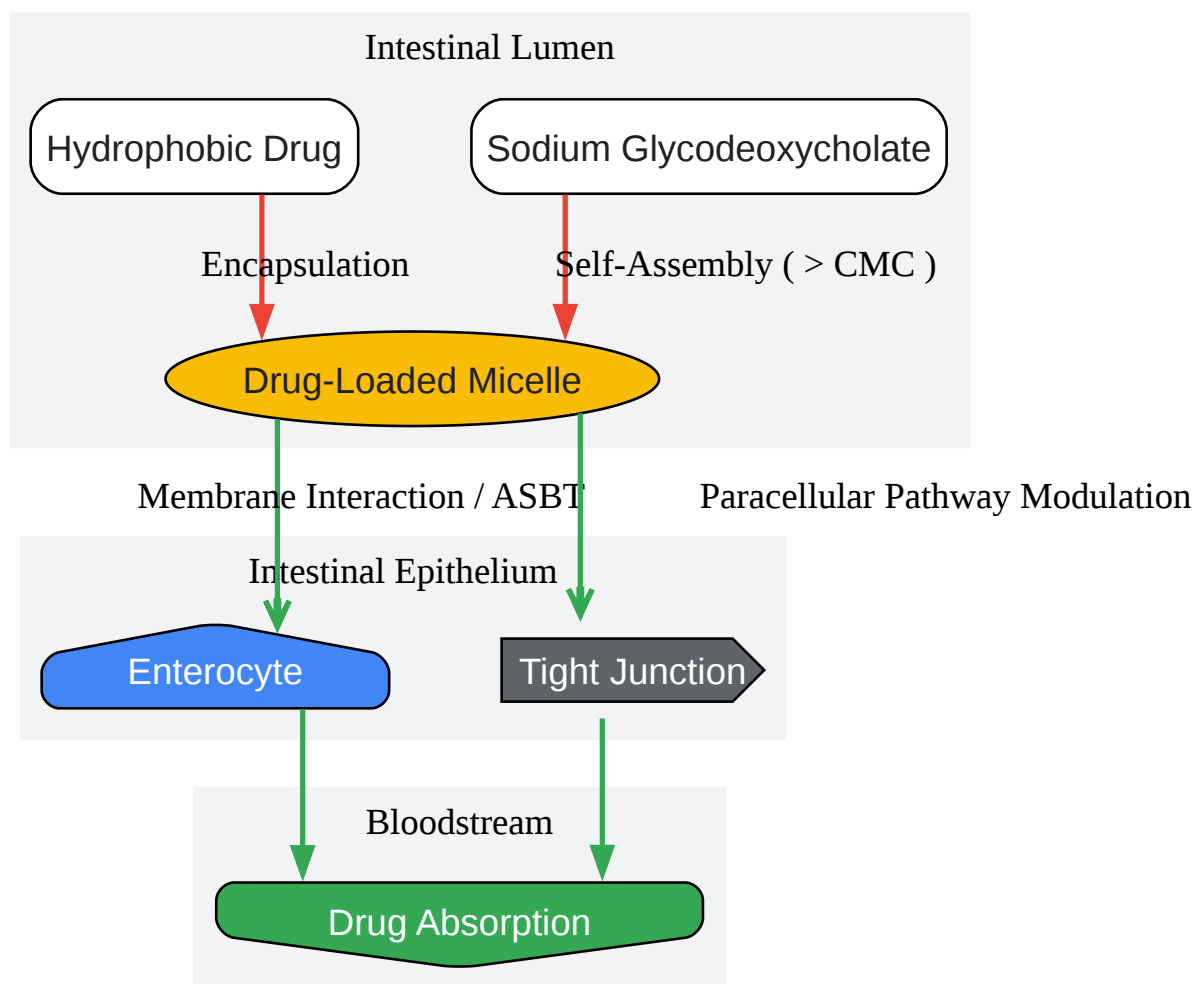 Intestinal Lumen
Hydrophobic Drug
Sodium Glycodeoxycholate
Encapsulation
Self-Assembly ( > CMC )
Drug-Loaded Micelle
Membrane Interaction / ASBT
Paracellular Pathway Modulation
Intestinal Epithelium
Enterocyte
Tight Junction
Bloodstream
Drug Absorption